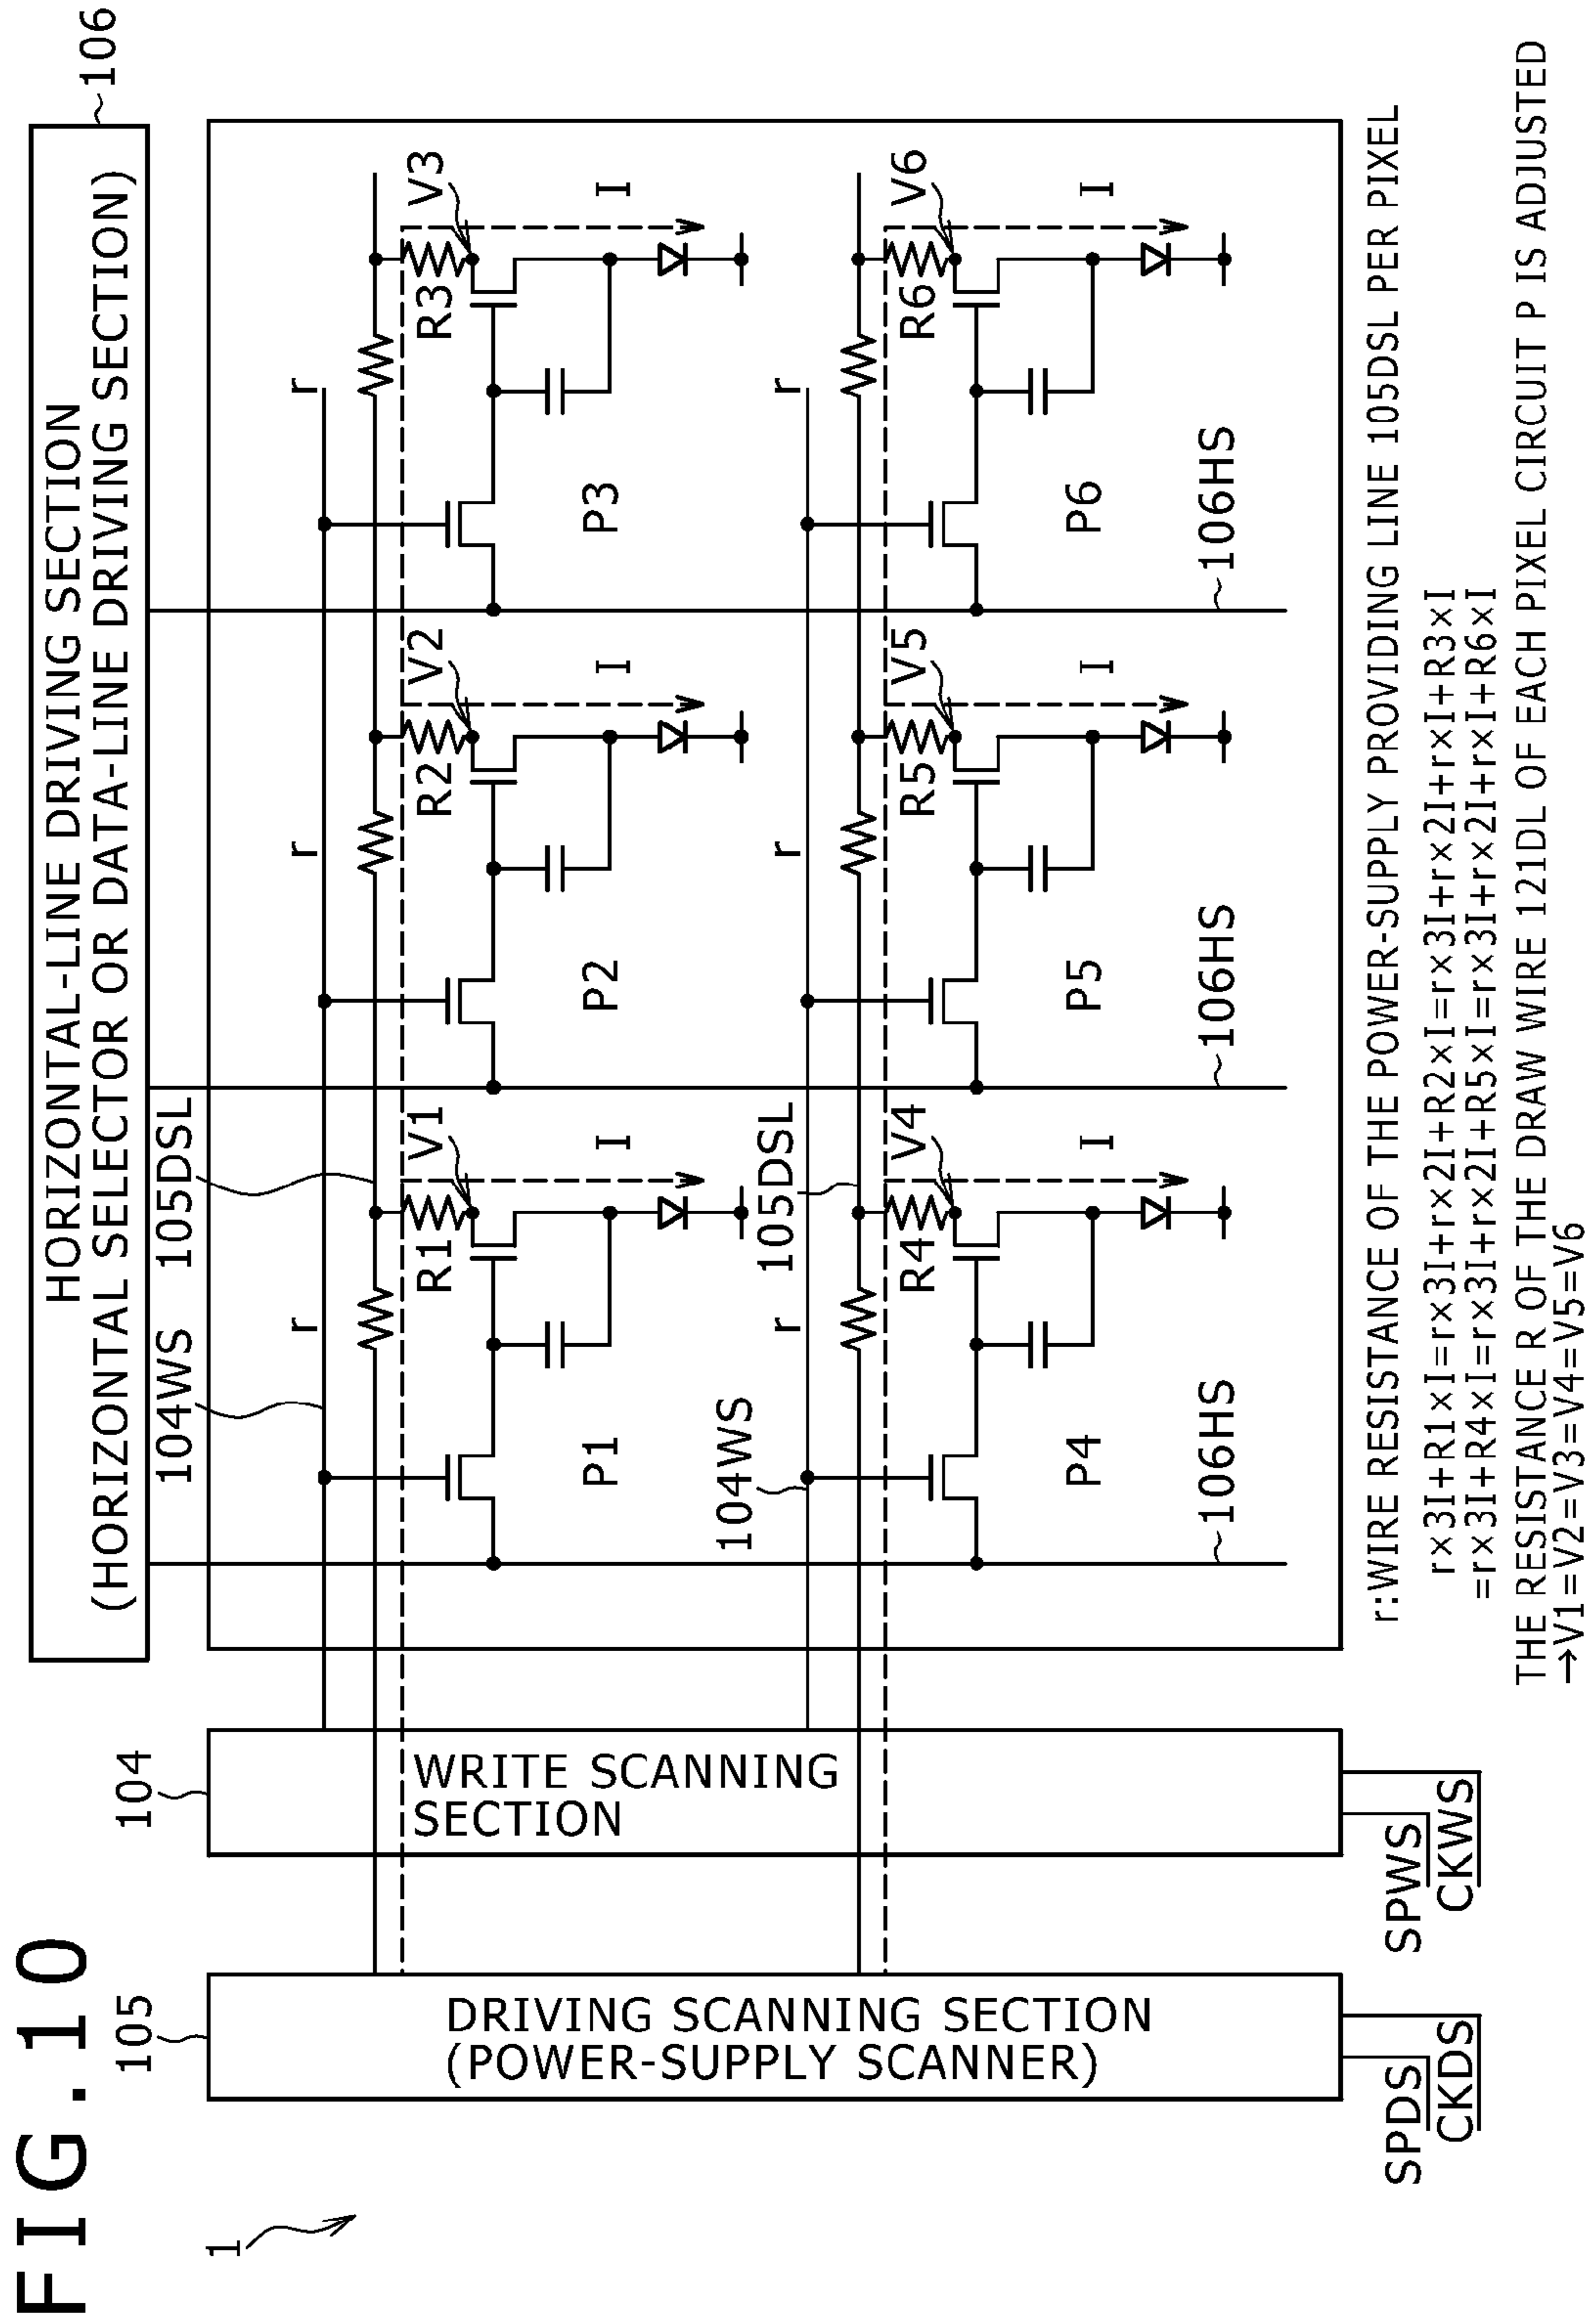 FIG.10
1
HORIZONTAL-LINE DRIVING SECTION
(HORIZONTAL SELECTOR OR DATA-LINE DRIVING SECTION)
106
105
DRIVING SCANNING SECTION
(POWER-SUPPLY SCANNER)
SPDS
CKDS
104
WRITE SCANNING
SECTION
SPWS
CKWS
104WS
105DSL
r
r
r
R1
V1
I
R2
V2
I
R3
V3
I
P1
P2
P3
104WS
105DSL
r
r
r
R4
V4
I
R5
V5
I
R6
V6
I
P4
P5
P6
106HS
106HS
106HS
r:WIRE RESISTANCE OF THE POWER-SUPPLY PROVIDING LINE 105DSL PER PIXEL
r×3I+R1×I=r×3I+r×2I+R2×I=r×3I+r×2I+r×I+R3×I
=r×3I+R4×I=r×3I+r×2I+R5×I=r×3I+r×2I+r×I+R6×I
THE RESISTANCE R OF THE DRAW WIRE 121DL OF EACH PIXEL CIRCUIT P IS ADJUSTED
→V1=V2=V3=V4=V5=V6